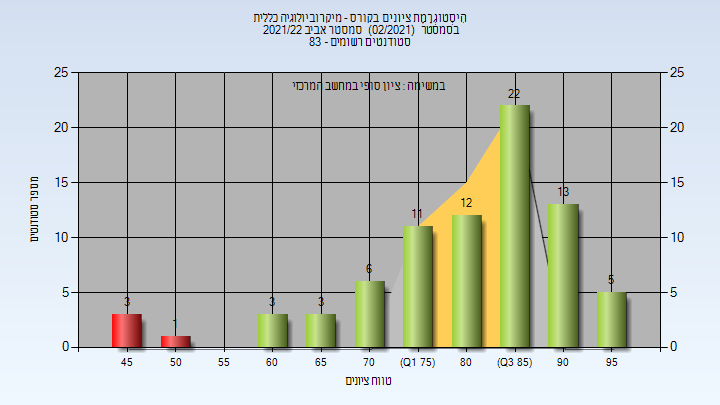 היסטוגרמת ציונים בקורס - מיקרוביולוגיה כללית
בסמסטר (02/2021) סמסטר אביב 2021/22
סטודנטים רשומים - 83
במשימה : ציון סופי במחשב המרכזי
מספר סטודנטים
25 25
20 20
15 15
10 10
5 5
0 0
3 1 3 3 6 11 12 22 13 5
45 50 55 60 65 70 (Q1 75) 80 (Q3 85) 90 95
טווח ציונים